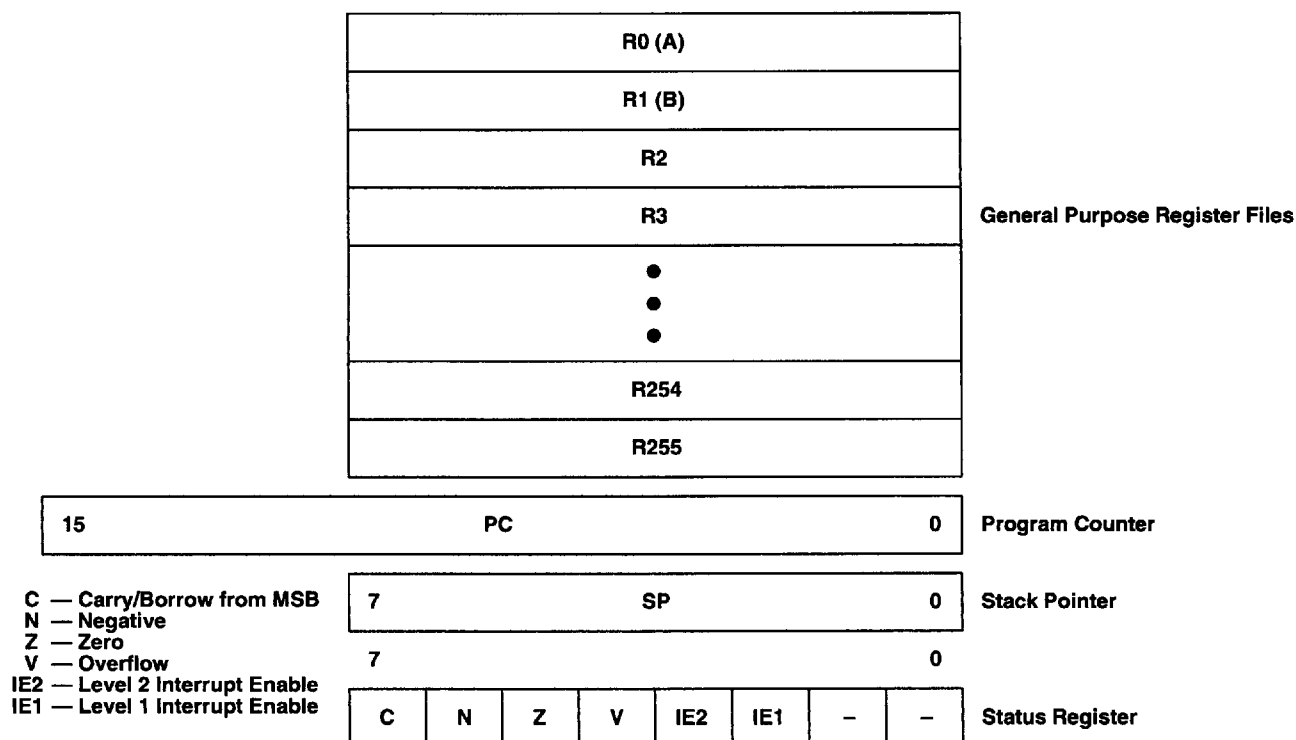 R0 (A)
R1 (B)
R2
R3
General Purpose Register Files
R254
R255
15 PC 0 Program Counter
C — Carry/Borrow from MSB
N — Negative
Z — Zero
V — Overflow
IE2 — Level 2 Interrupt Enable
IE1 — Level 1 Interrupt Enable
7 SP 0 Stack Pointer
7 0
C N Z V IE2 IE1 – – Status Register